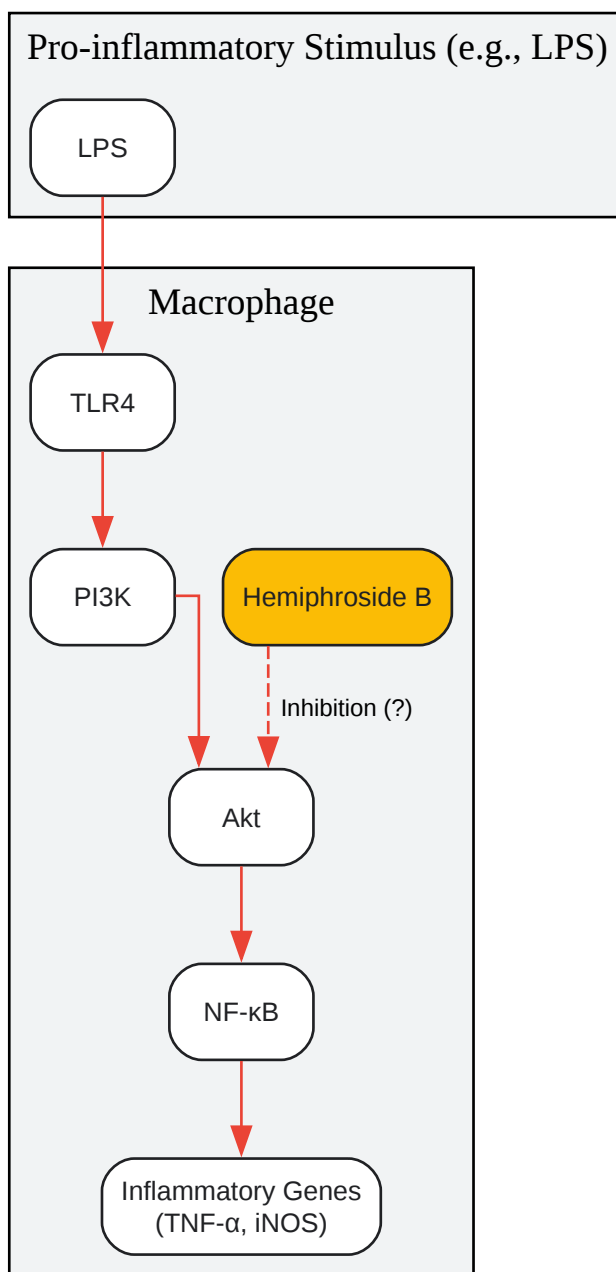 Pro-inflammatory Stimulus (e.g., LPS)
LPS
Macrophage
TLR4
PI3K
Hemiphroside B
Inhibition (?)
Akt
NF-κB
Inflammatory Genes
(TNF-α, iNOS)